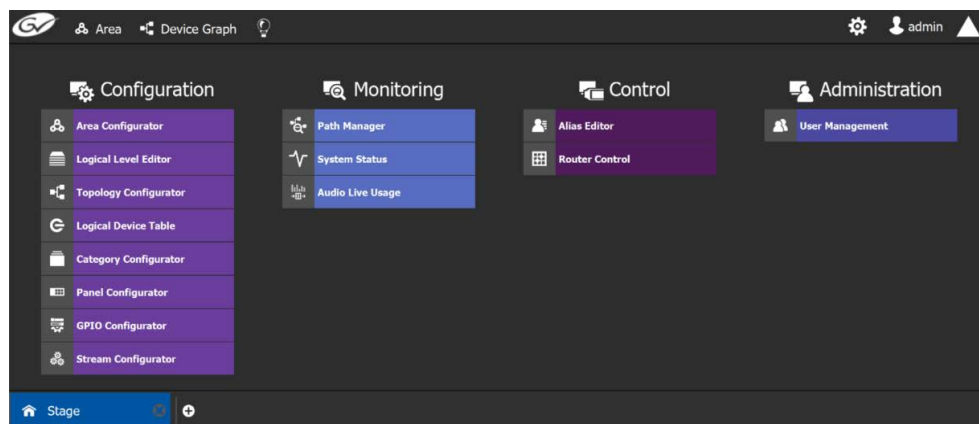 GV Area Device Graph admin
Configuration Monitoring Control Administration
Area Configurator Path Manager Alias Editor User Management
Logical Level Editor System Status Router Control
Topology Configurator Audio Live Usage
Logical Device Table
Category Configurator
Panel Configurator
GPIO Configurator
Stream Configurator
Stage